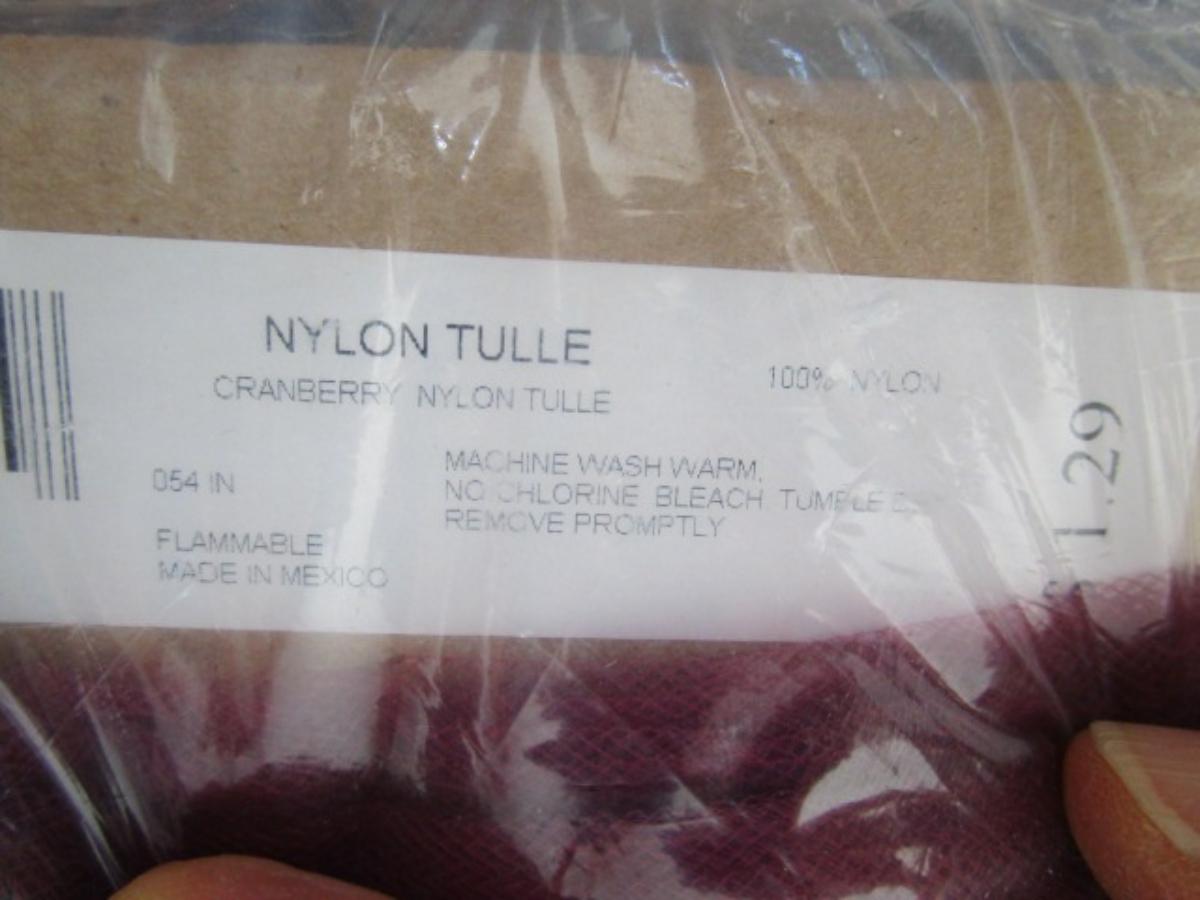 NYLON TULLE
CRANBERRY NYLON TULLE
100% NYLON
054 IN
MACHINE WASH WARM,
NO CHLORINE BLEACH, TUMBLE
REMOVE PROMPTLY
FLAMMABLE
MADE IN MEXICO
$1.29